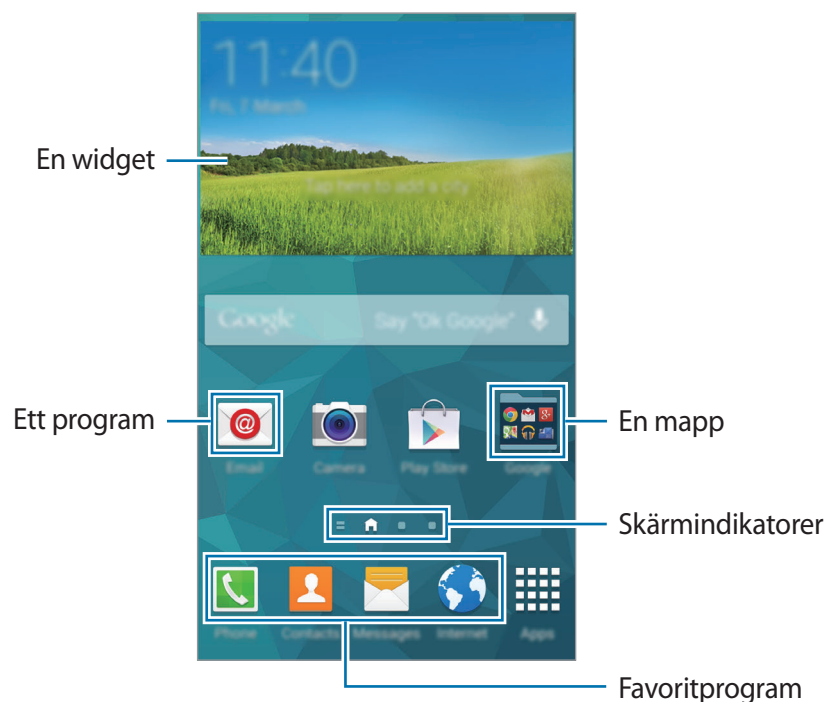 11:40
Fri, 7 March
En widget
Tap here to add a city
Google Say "Ok Google"
Ett program
En mapp
Email Camera Play Store Google
Skärmindikatorer
Phone Contacts Messages Internet Apps
Favoritprogram